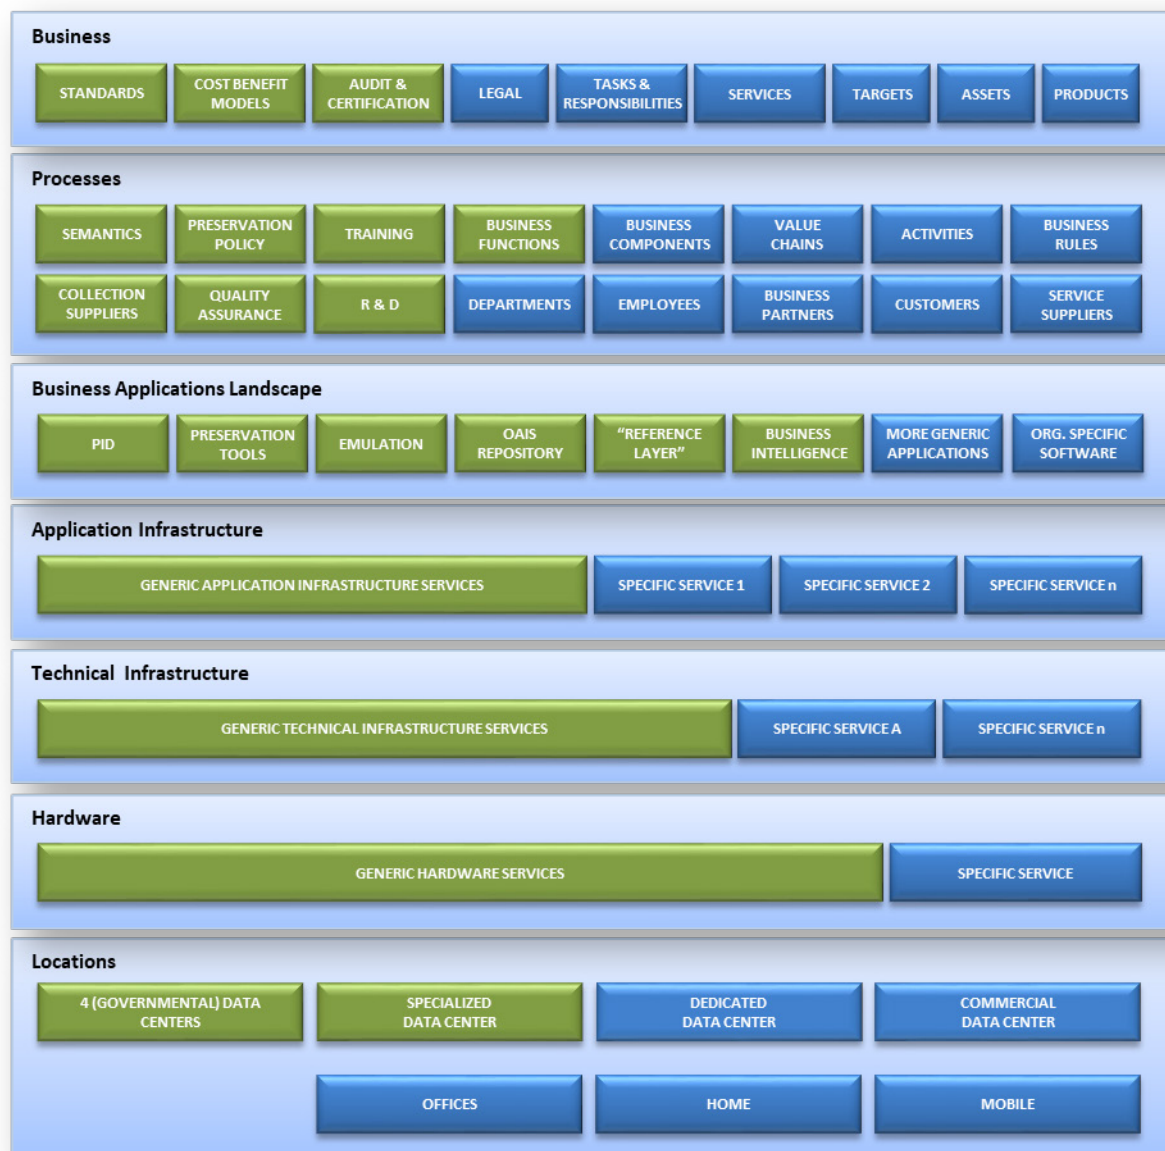 Business
STANDARDS
COST BENEFIT
MODELS
AUDIT &
CERTIFICATION
LEGAL
TASKS &
RESPONSIBILITIES
SERVICES
TARGETS
ASSETS
PRODUCTS
Processes
SEMANTICS
PRESERVATION
POLICY
TRAINING
BUSINESS
FUNCTIONS
BUSINESS
COMPONENTS
VALUE
CHAINS
ACTIVITIES
BUSINESS
RULES
COLLECTION
SUPPLIERS
QUALITY
ASSURANCE
R & D
DEPARTMENTS
EMPLOYEES
BUSINESS
PARTNERS
CUSTOMERS
SERVICE
SUPPLIERS
Business Applications Landscape
PID
PRESERVATION
TOOLS
EMULATION
OAIS
REPOSITORY
“REFERENCE
LAYER”
BUSINESS
INTELLIGENCE
MORE GENERIC
APPLICATIONS
ORG. SPECIFIC
SOFTWARE
Application Infrastructure
GENERIC APPLICATION INFRASTRUCTURE SERVICES
SPECIFIC SERVICE 1
SPECIFIC SERVICE 2
SPECIFIC SERVICE n
Technical Infrastructure
GENERIC TECHNICAL INFRASTRUCTURE SERVICES
SPECIFIC SERVICE A
SPECIFIC SERVICE n
Hardware
GENERIC HARDWARE SERVICES
SPECIFIC SERVICE
Locations
4 (GOVERNMENTAL) DATA
CENTERS
SPECIALIZED
DATA CENTER
DEDICATED
DATA CENTER
COMMERCIAL
DATA CENTER
OFFICES
HOME
MOBILE